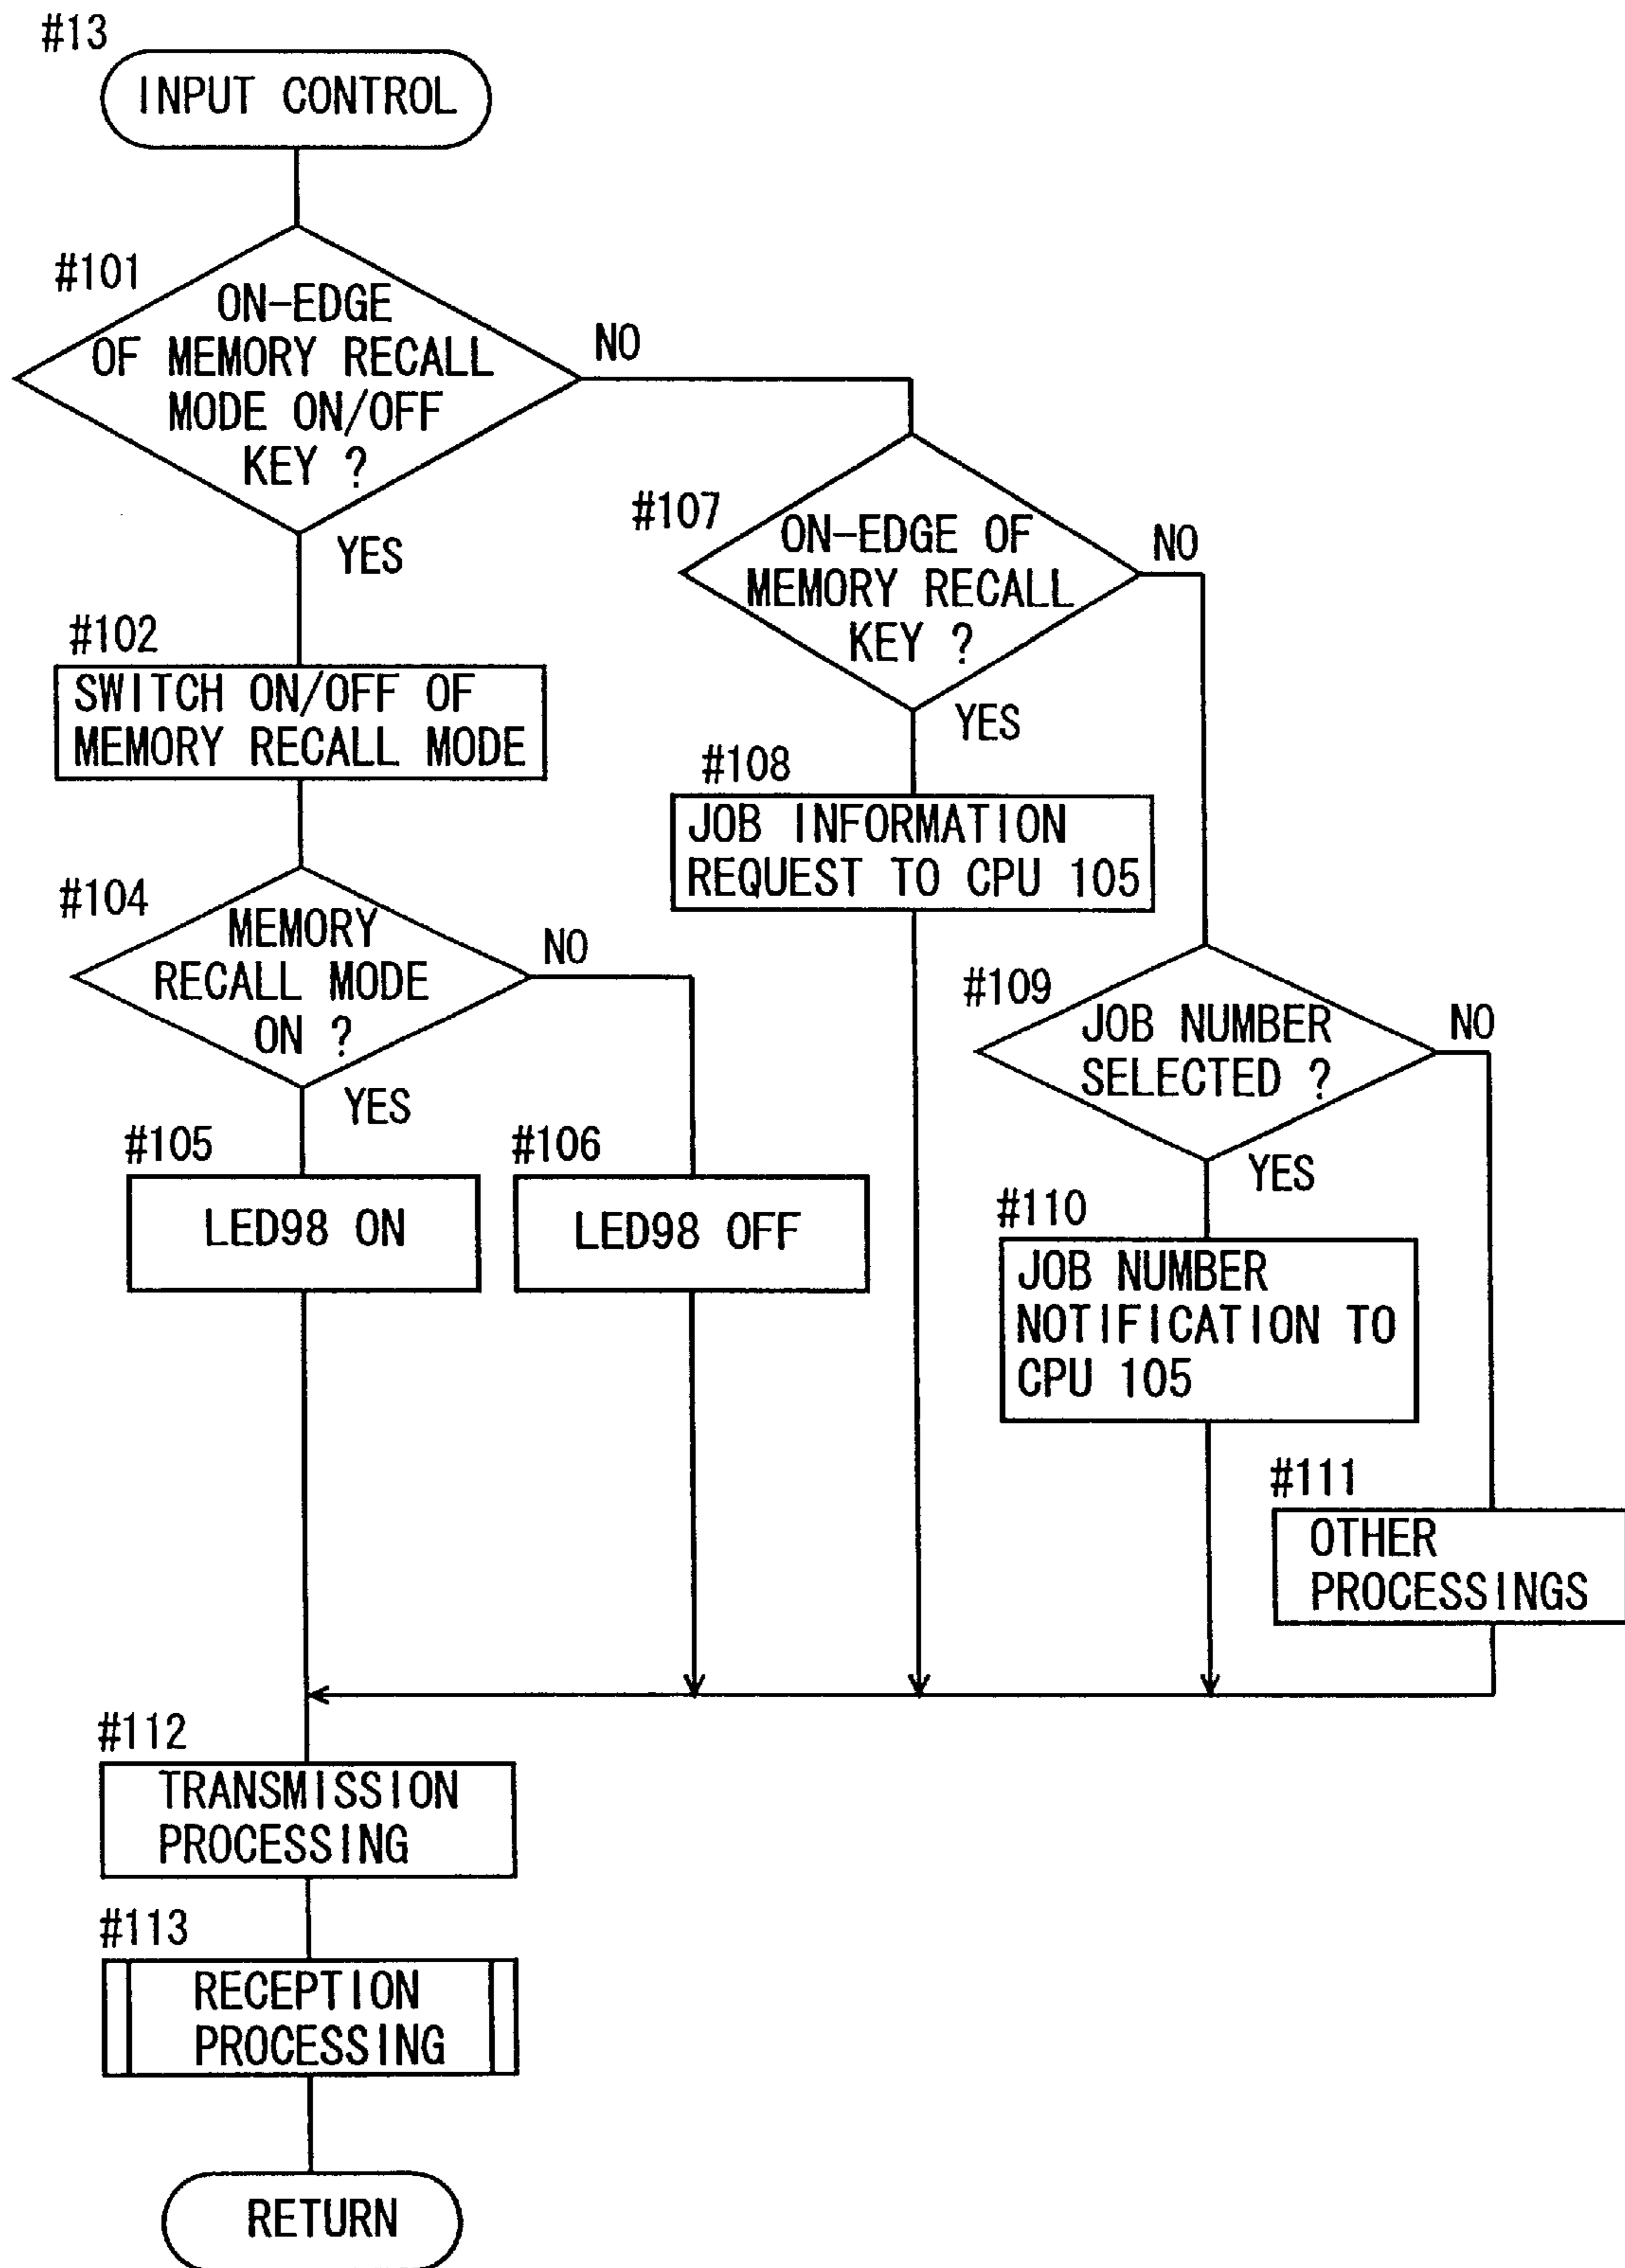 #13
INPUT CONTROL
#101
ON-EDGE
OF MEMORY RECALL
MODE ON/OFF
KEY ?
NO
YES
#107
ON-EDGE OF
MEMORY RECALL
KEY ?
NO
YES
#102
SWITCH ON/OFF OF
MEMORY RECALL MODE
#108
JOB INFORMATION
REQUEST TO CPU 105
#104
MEMORY
RECALL MODE
ON ?
NO
YES
#109
JOB NUMBER
SELECTED ?
NO
YES
#105
LED98 ON
#106
LED98 OFF
#110
JOB NUMBER
NOTIFICATION TO
CPU 105
#111
OTHER
PROCESSINGS
#112
TRANSMISSION
PROCESSING
#113
RECEPTION
PROCESSING
RETURN